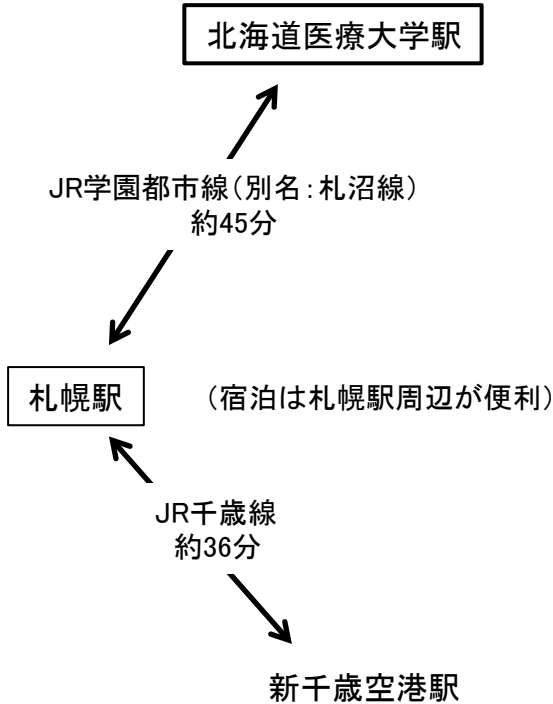 北海道医療大学駅
JR学園都市線（別名：札沼線）
約45分
札幌駅
（宿泊は札幌駅周辺が便利）
JR千歳線
約36分
新千歳空港駅